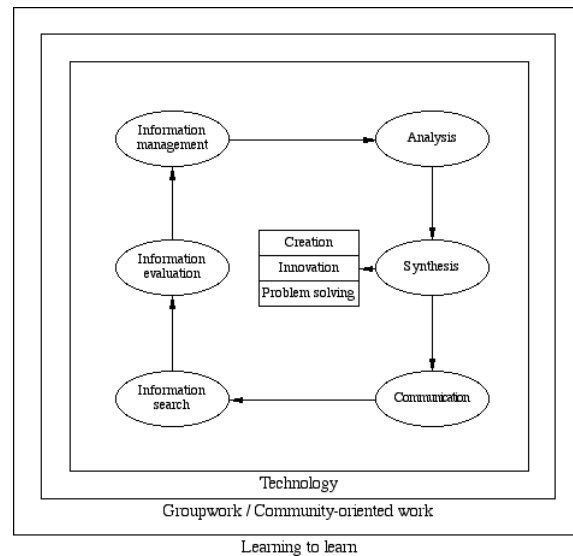 Information
management
Analysis
Creation
Innovation
Problem solving
Information
evaluation
Synthesis
Information
search
Communication
Technology
Groupwork / Community-oriented work
Learning to learn